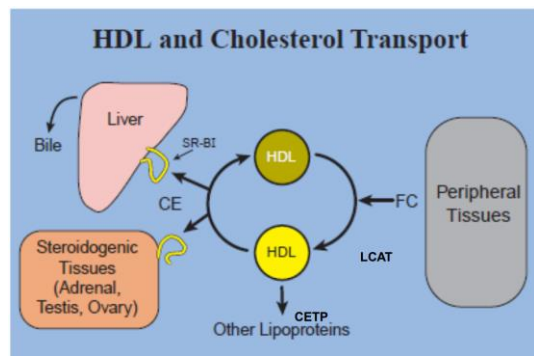 HDL and Cholesterol Transport
Liver
Bile
SR-BI
HDL
CE
FC
Peripheral
Tissues
Steroidogenic
Tissues
(Adrenal,
Testis, Ovary)
HDL
LCAT
CETP
Other Lipoproteins